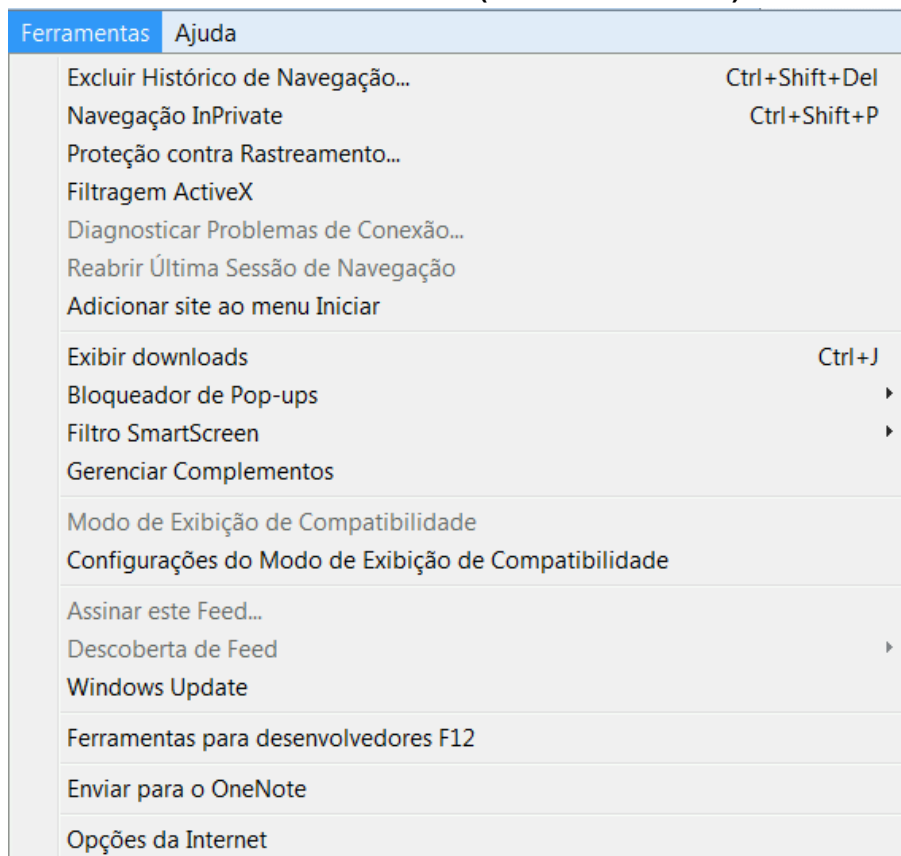 Ferramentas Ajuda
Excluir Histórico de Navegação... Ctrl+Shift+Del
Navegação InPrivate Ctrl+Shift+P
Proteção contra Rastreamento...
Filtragem ActiveX
Diagnosticar Problemas de Conexão...
Reabrir Última Sessão de Navegação
Adicionar site ao menu Iniciar
Exibir downloads Ctrl+J
Bloqueador de Pop-ups
Filtro SmartScreen
Gerenciar Complementos
Modo de Exibição de Compatibilidade
Configurações do Modo de Exibição de Compatibilidade
Assinar este Feed...
Descoberta de Feed
Windows Update
Ferramentas para desenvolvedores F12
Enviar para o OneNote
Opções da Internet